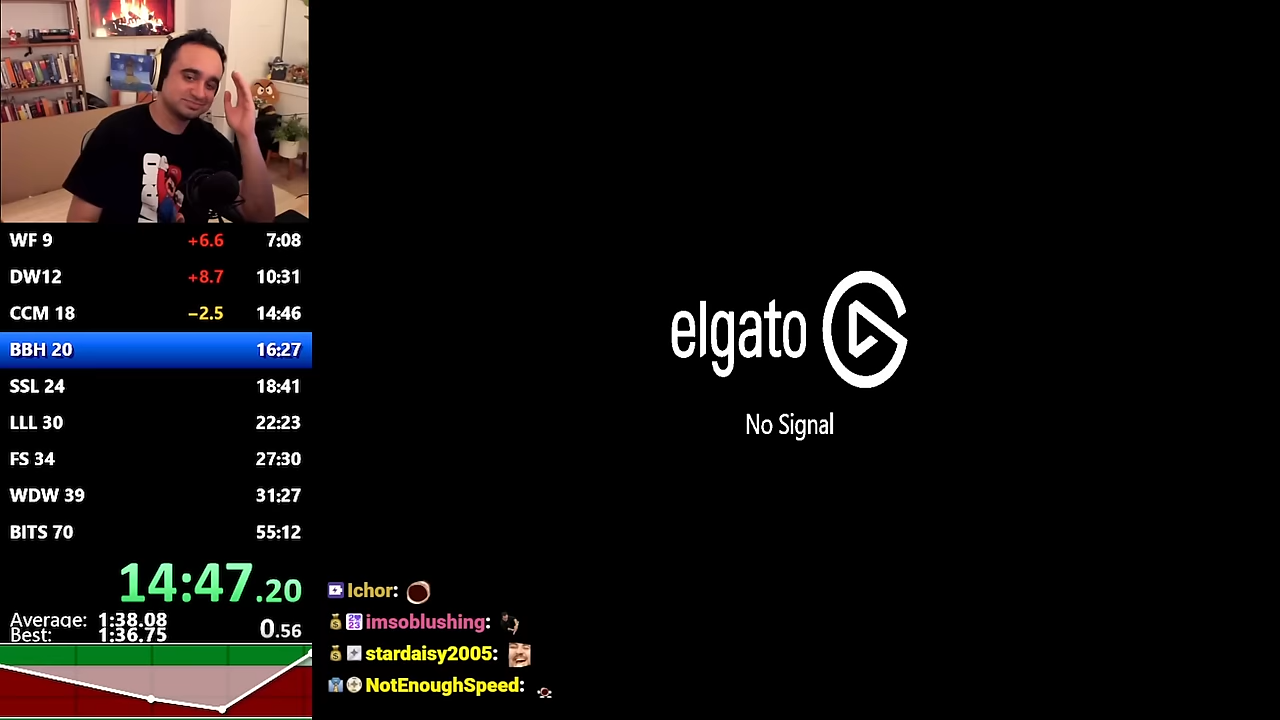 WF 9 +6.6 7:08
DW12 +8.7 10:31
CCM 18 −2.5 14:46
BBH 20 16:27
SSL 24 18:41
LLL 30 22:23
FS 34 27:30
WDW 39 31:27
BITS 70 55:12
14:47.20
Average: 1:38.08
Best: 1:36.75
0.56
elgato
No Signal
Ichor:
imsoblushing:
stardaisy2005:
NotEnoughSpeed: